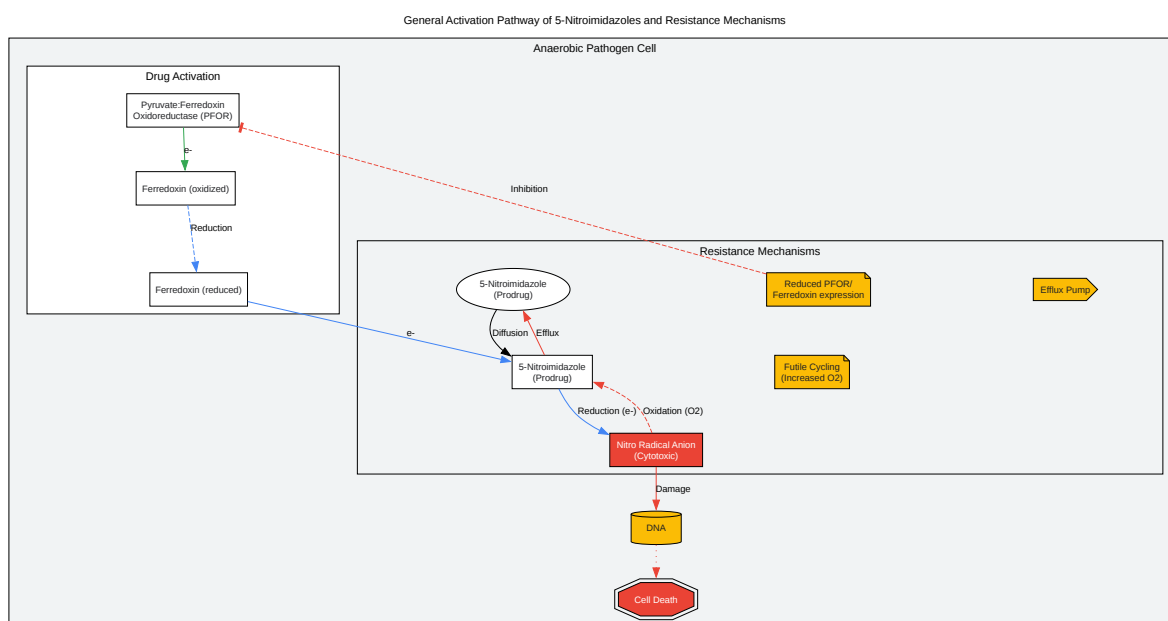 General Activation Pathway of 5-Nitroimidazoles and Resistance Mechanisms
Anaerobic Pathogen Cell
Drug Activation
Pyruvate:Ferredoxin
Oxidoreductase (PFOR)
e-
Ferredoxin (oxidized)
Reduction
Ferredoxin (reduced)
Inhibition
e-
Resistance Mechanisms
5-Nitroimidazole
(Prodrug)
Reduced PFOR/
Ferredoxin expression
Efflux Pump
Diffusion
Efflux
5-Nitroimidazole
(Prodrug)
Futile Cycling
(Increased O2)
Reduction (e-)
Oxidation (O2)
Nitro Radical Anion
(Cytotoxic)
Damage
DNA
Cell Death